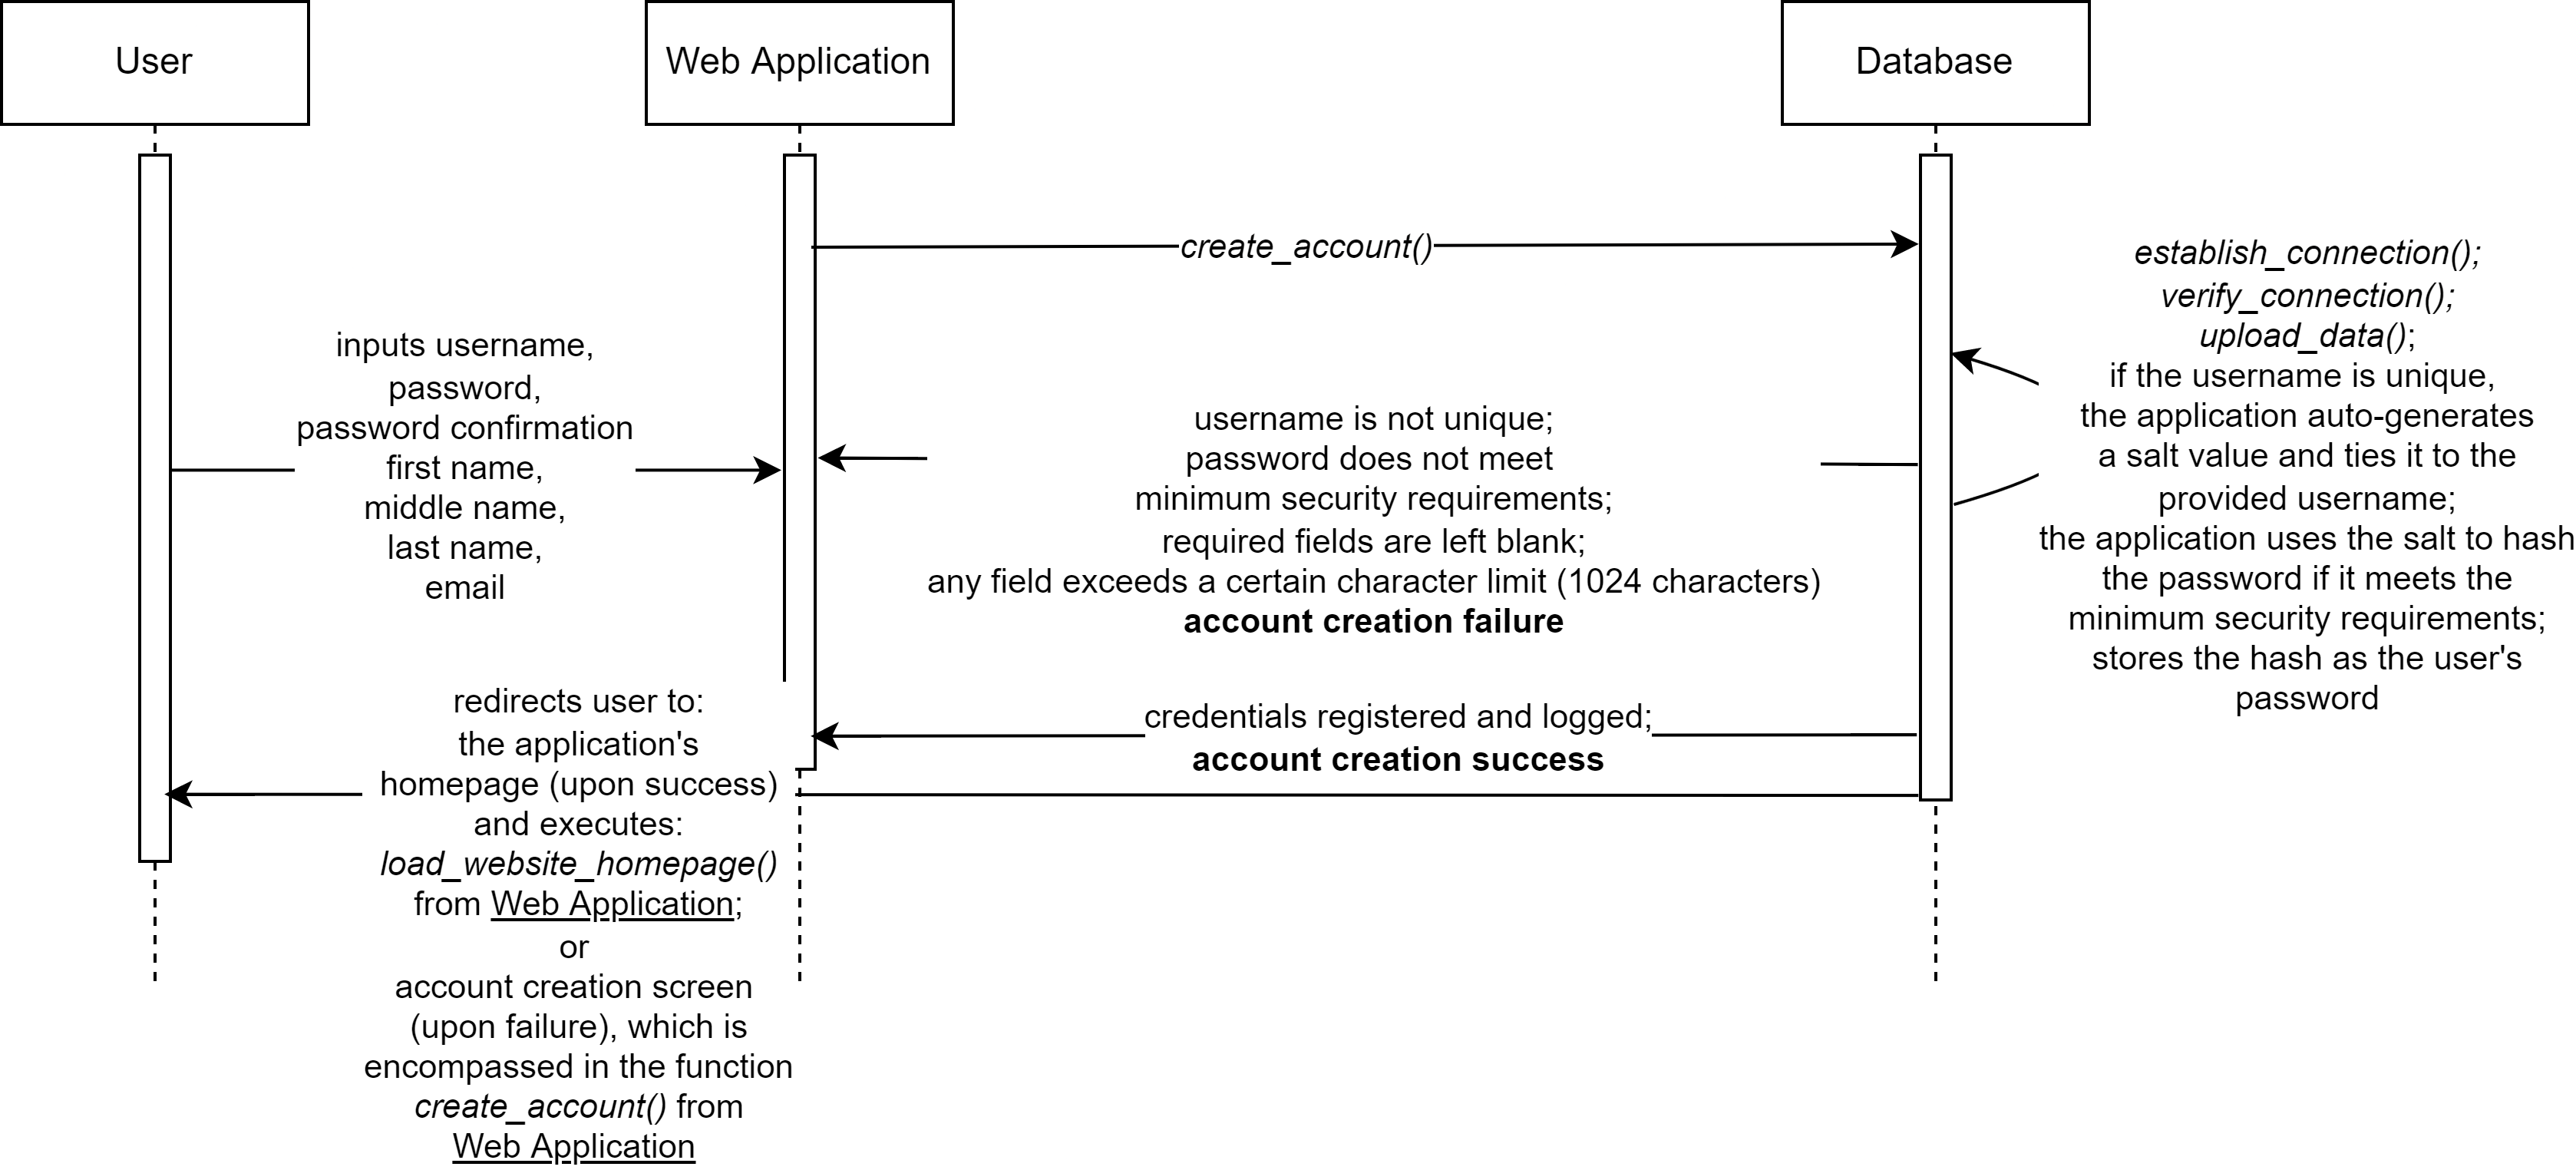 User
Web Application
Database
create_account()
establish_connection();
verify_connection();
upload_data();
if the username is unique,
the application auto-generates
a salt value and ties it to the
provided username;
the application uses the salt to hash
the password if it meets the
minimum security requirements;
stores the hash as the user's
password
inputs username,
password,
password confirmation
first name,
middle name,
last name,
email
username is not unique;
password does not meet
minimum security requirements;
required fields are left blank;
any field exceeds a certain character limit (1024 characters)
account creation failure
credentials registered and logged;
account creation success
redirects user to:
the application's
homepage (upon success)
and executes:
load_website_homepage()
from Web Application;
or
account creation screen
(upon failure), which is
encompassed in the function
create_account() from
Web Application